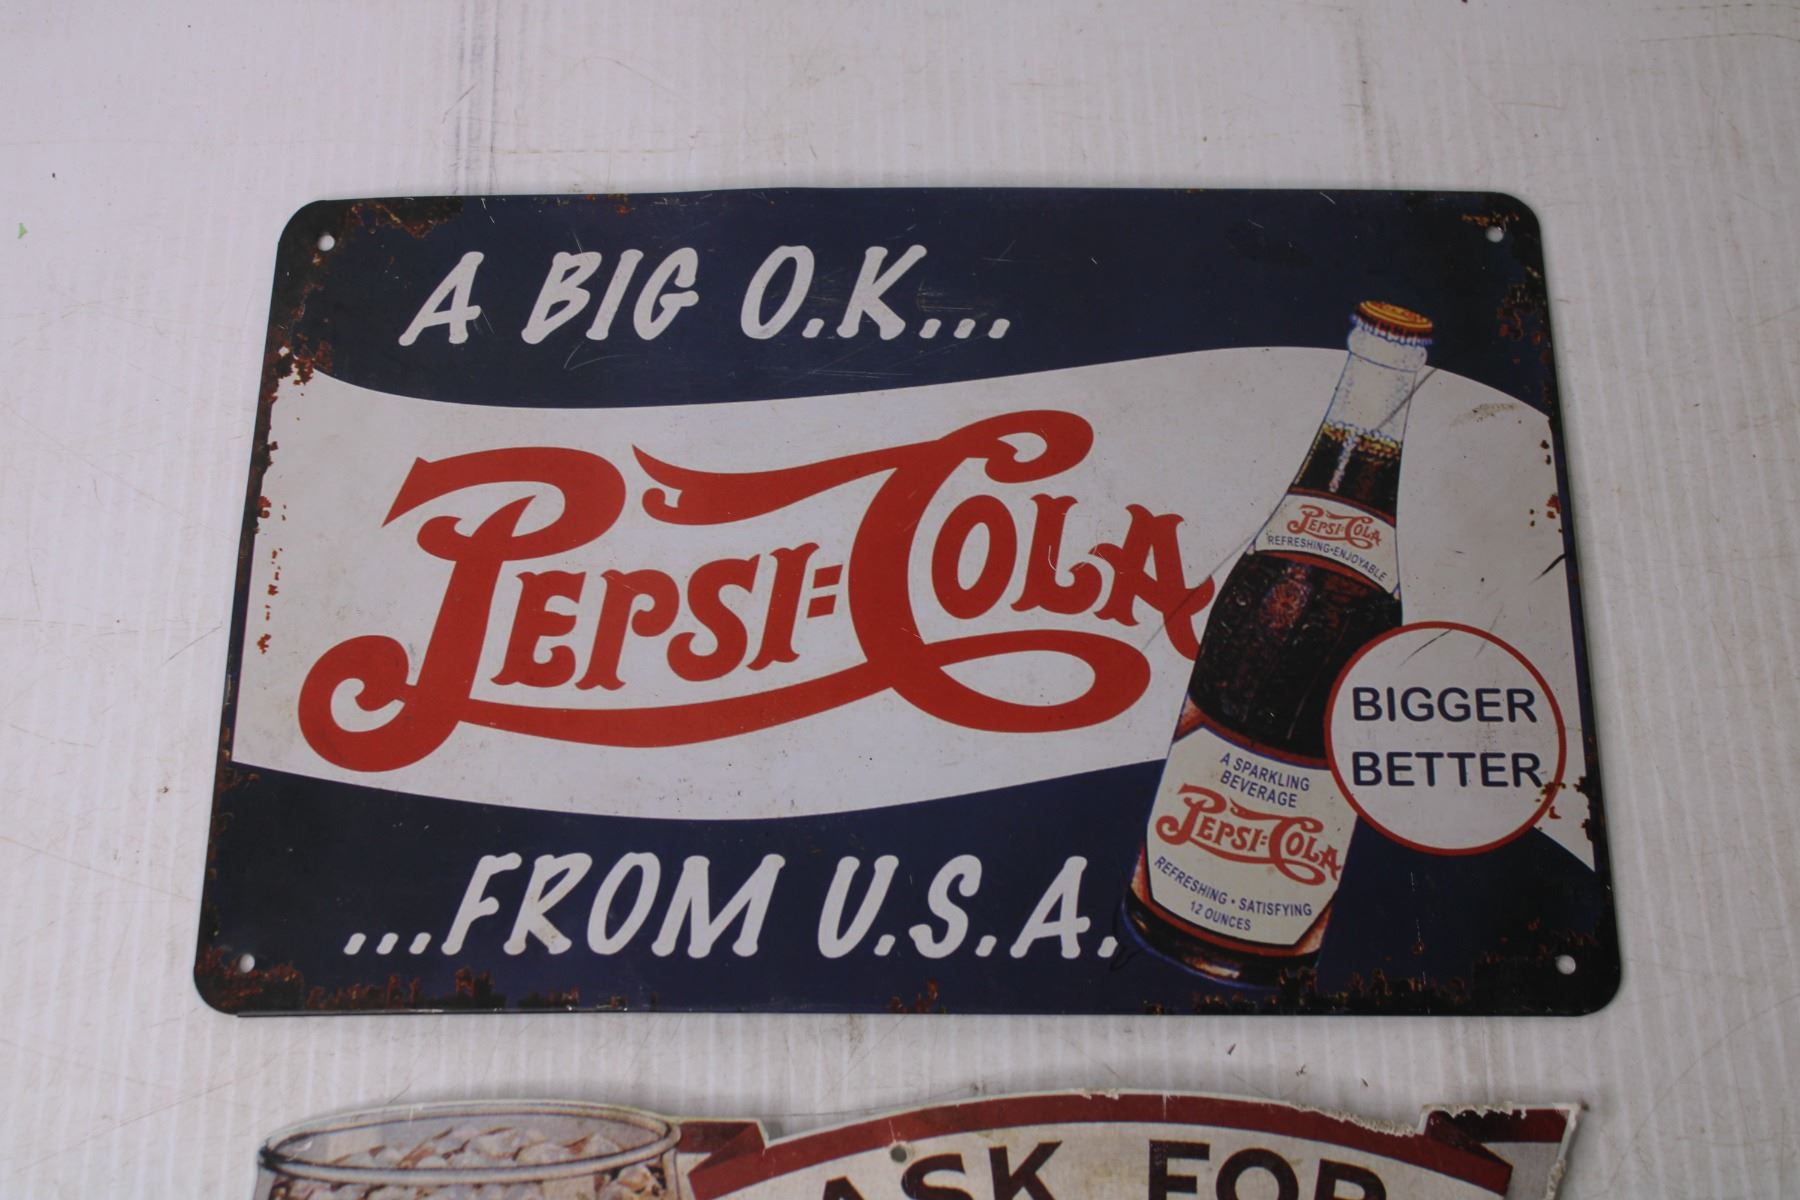 A BIG O.K...
PEPSI=COLA
PEPSI=COLA
REFRESHING•ENJOYABLE
BIGGER
BETTER
A SPARKLING
BEVERAGE
PEPSI=COLA
REFRESHING • SATISFYING
12 OUNCES
...FROM U.S.A.
ASK FOR